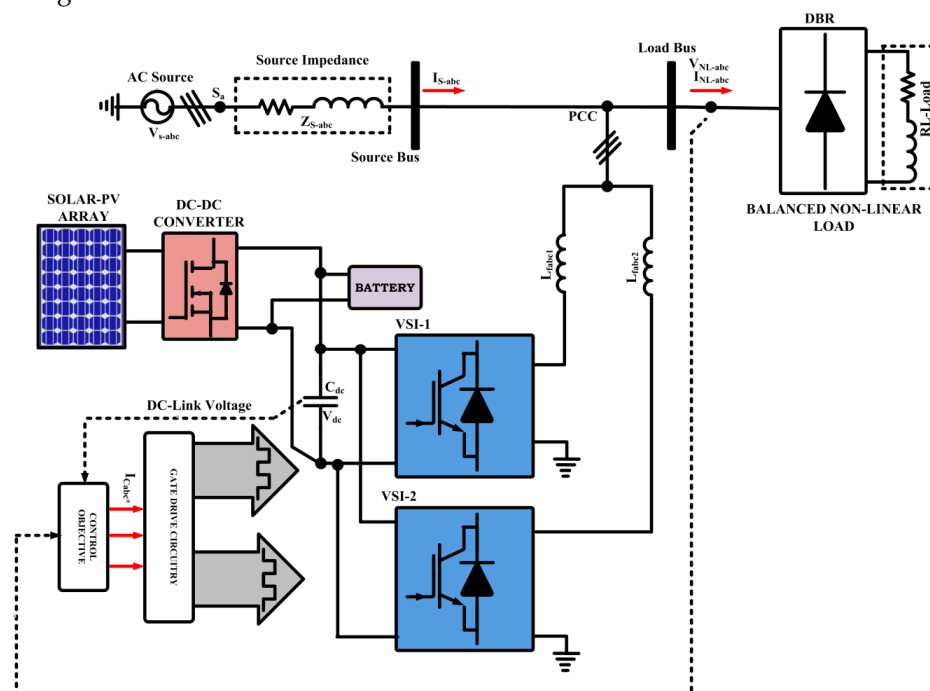 DBR
Load Bus
V_NL-abc
I_NL-abc
Source Impedance
I_S-abc
AC Source
S_a
V_s-abc
Z_S-abc
PCC
Source Bus
RL-Load
BALANCED NON-LINEAR
LOAD
SOLAR-PV
ARRAY
DC-DC
CONVERTER
BATTERY
L_fabc1
L_fabc2
VSI-1
C_dc
V_dc
DC-Link Voltage
I_Cabc*
GATE DRIVE CIRCUITRY
CONTROL
OBJECTIVE
VSI-2